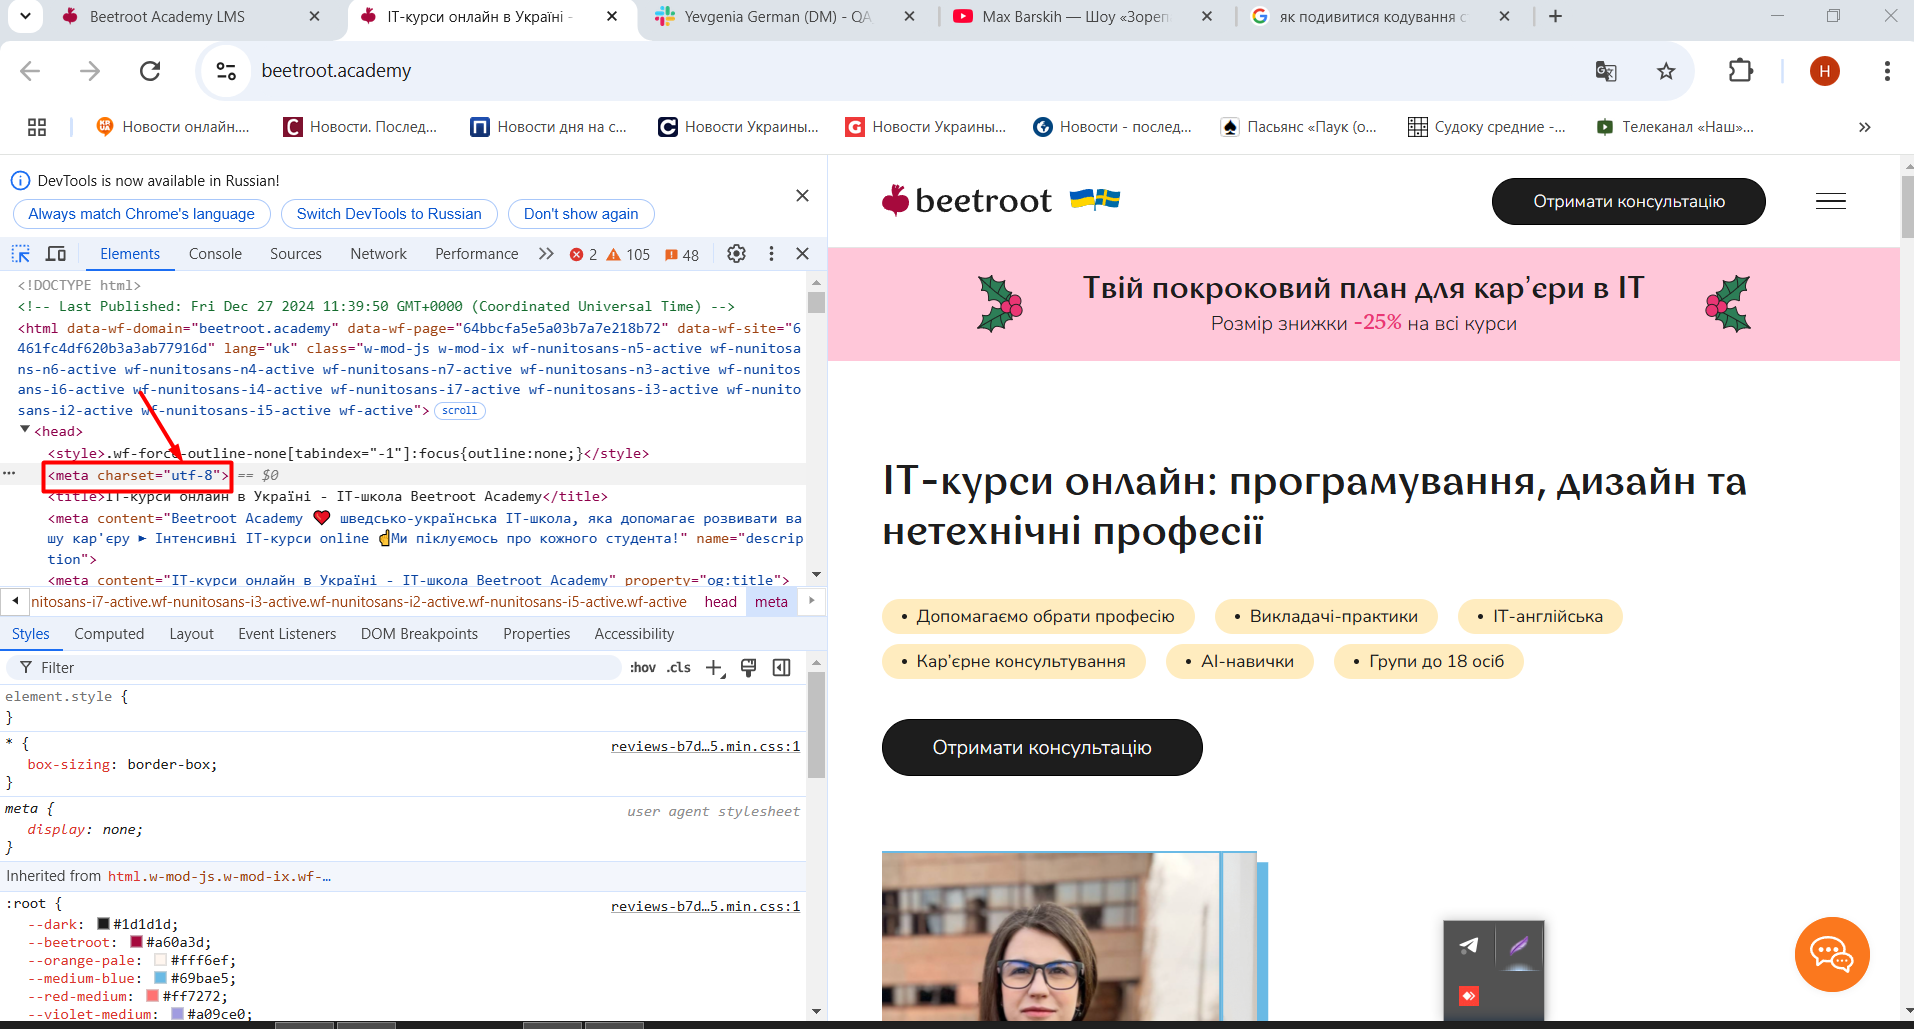 Beetroot Academy LMS
IT-курси онлайн в Україні -
Yevgenia German (DM) - QA
Max Barskih — Шоу «Зореп
як подивитися кодування с
beetroot.academy
H
Новости онлайн....
Новости. Послед...
Новости дня на с...
Новости Украины...
Новости Украины...
Новости - послед...
Пасьянс «Паук (о...
Судоку средние -...
Телеканал «Наш»...
DevTools is now available in Russian!
Always match Chrome's language
Switch DevTools to Russian
Don't show again
Elements
Console
Sources
Network
Performance
2
105
48
<!DOCTYPE html>
<!-- Last Published: Fri Dec 27 2024 11:39:50 GMT+0000 (Coordinated Universal Time) -->
<html data-wf-domain="beetroot.academy" data-wf-page="64bbcfa5e5a03b7a7e218b72" data-wf-site="6
461fc4df620b3a3ab77916d" lang="uk" class="w-mod-js w-mod-ix wf-nunitosans-n5-active wf-nunitosa
ns-n6-active wf-nunitosans-n4-active wf-nunitosans-n7-active wf-nunitosans-n3-active wf-nunitos
ans-i6-active wf-nunitosans-i4-active wf-nunitosans-i7-active wf-nunitosans-i3-active wf-nunito
sans-i2-active wf-nunitosans-i5-active wf-active"> scroll
<head>
<style>.wf-force-outline-none[tabindex="-1"]:focus{outline:none;}</style>
<meta charset="utf-8"> == $0
<title>IT-курси онлайн в Україні - IT-школа Beetroot Academy</title>
<meta content="Beetroot Academy ❤️ шведсько-українська IT-школа, яка допомагає розвивати ва
шу кар'єру ► Інтенсивні IT-курси online ☝Ми піклуємось про кожного студента!" name="descrip
tion">
<meta content="IT-курси онлайн в Україні - IT-школа Beetroot Academy" property="og:title">
nitosans-i7-active.wf-nunitosans-i3-active.wf-nunitosans-i2-active.wf-nunitosans-i5-active.wf-active
head
meta
Styles
Computed
Layout
Event Listeners
DOM Breakpoints
Properties
Accessibility
Filter
:hov
.cls
element.style {
}
* {
reviews-b7d…5.min.css:1
box-sizing: border-box;
}
meta {
user agent stylesheet
display: none;
}
Inherited from html.w-mod-js.w-mod-ix.wf-…
:root {
reviews-b7d…5.min.css:1
--dark: #1d1d1d;
--beetroot: #a60a3d;
--orange-pale: #fff6ef;
--medium-blue: #69bae5;
--red-medium: #ff7272;
--violet-medium: #a09ce0;
beetroot
Отримати консультацію
Твій покроковий план для кар'єри в ІТ
Розмір знижки -25% на всі курси
ІТ-курси онлайн: програмування, дизайн та
нетехнічні професії
• Допомагаємо обрати професію
• Викладачі-практики
• ІТ-англійська
• Кар'єрне консультування
• AI-навички
• Групи до 18 осіб
Отримати консультацію